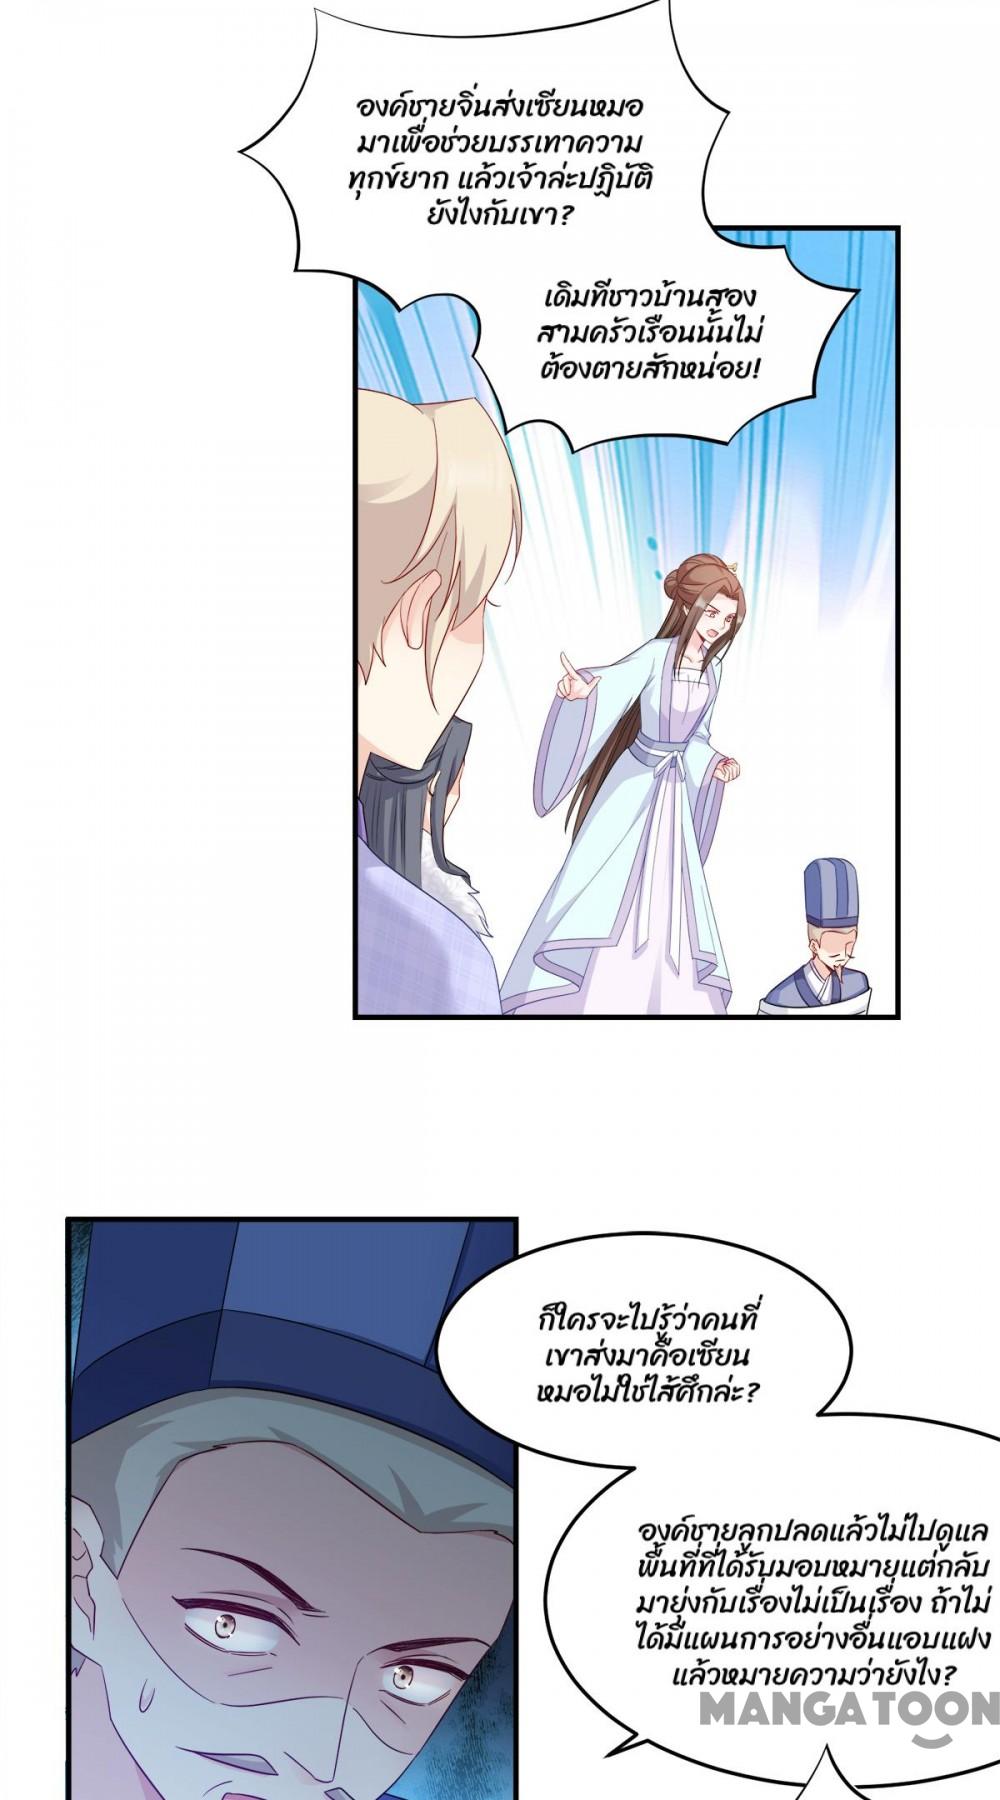 องค์ชายจิ่นส่งเซียนหมอ
มาเพื่อช่วยบรรเทาความ
ทุกข์ยาก แล้วเจ้าล่ะปฏิบัติ
ยังไงกับเขา?
เดิมทีชาวบ้านสอง
สามครัวเรือนนั้นไม่
ต้องตายสักหน่อย!
ก็ใครจะไปรู้ว่าคนที่
เขาส่งมาคือเซียน
หมอไม่ใช่ไส้ศึกล่ะ?
องค์ชายลูกปลดแล้วไม่ไปดูแล
พื้นที่ที่ได้รับมอบหมายแต่กลับ
มายุ่งกับเรื่องไม่เป็นเรื่อง ถ้าไม่
ได้มีแผนการอย่างอื่นแอบแฝง
แล้วหมายความว่ายังไง?
MANGATOON